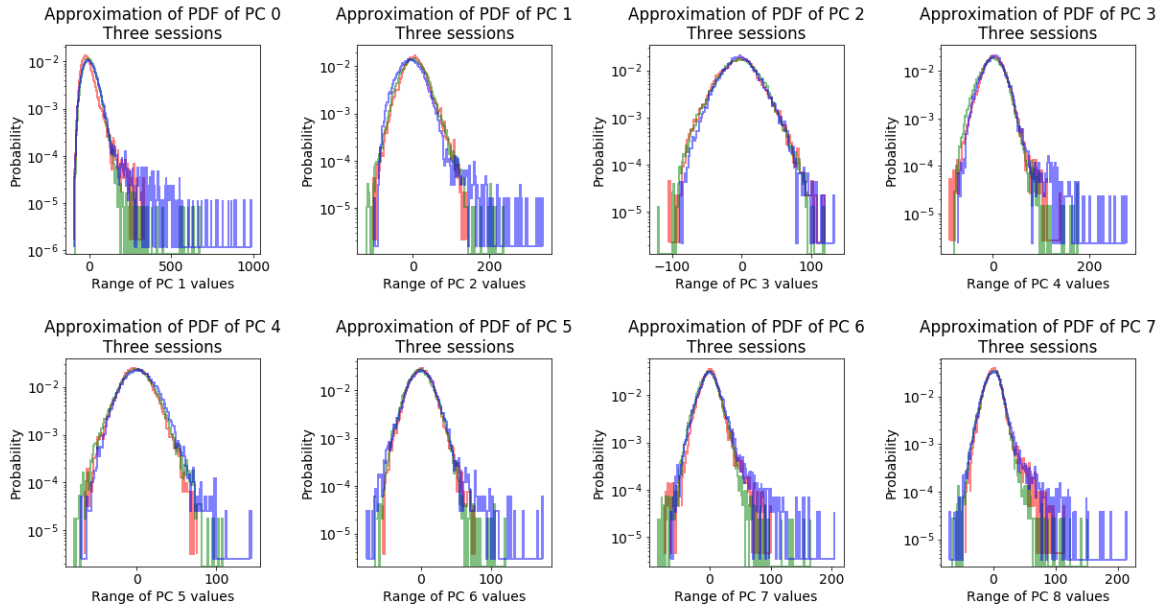 Approximation of PDF of PC 0
Three sessions
Approximation of PDF of PC 1
Three sessions
Approximation of PDF of PC 2
Three sessions
Approximation of PDF of PC 3
Three sessions
Probability
10⁻²
10⁻³
10⁻⁴
10⁻⁵
10⁻⁶
0
500
1000
Range of PC 1 values
Probability
10⁻²
10⁻³
10⁻⁴
10⁻⁵
0
200
Range of PC 2 values
Probability
10⁻²
10⁻³
10⁻⁴
10⁻⁵
−100
0
100
Range of PC 3 values
Probability
10⁻²
10⁻³
10⁻⁴
10⁻⁵
0
100
200
Range of PC 4 values
Approximation of PDF of PC 4
Three sessions
Approximation of PDF of PC 5
Three sessions
Approximation of PDF of PC 6
Three sessions
Approximation of PDF of PC 7
Three sessions
Probability
10⁻²
10⁻³
10⁻⁴
10⁻⁵
0
100
Range of PC 5 values
Probability
10⁻²
10⁻³
10⁻⁴
10⁻⁵
0
100
Range of PC 6 values
Probability
10⁻²
10⁻³
10⁻⁴
10⁻⁵
0
100
200
Range of PC 7 values
Probability
10⁻²
10⁻³
10⁻⁴
10⁻⁵
0
100
200
Range of PC 8 values